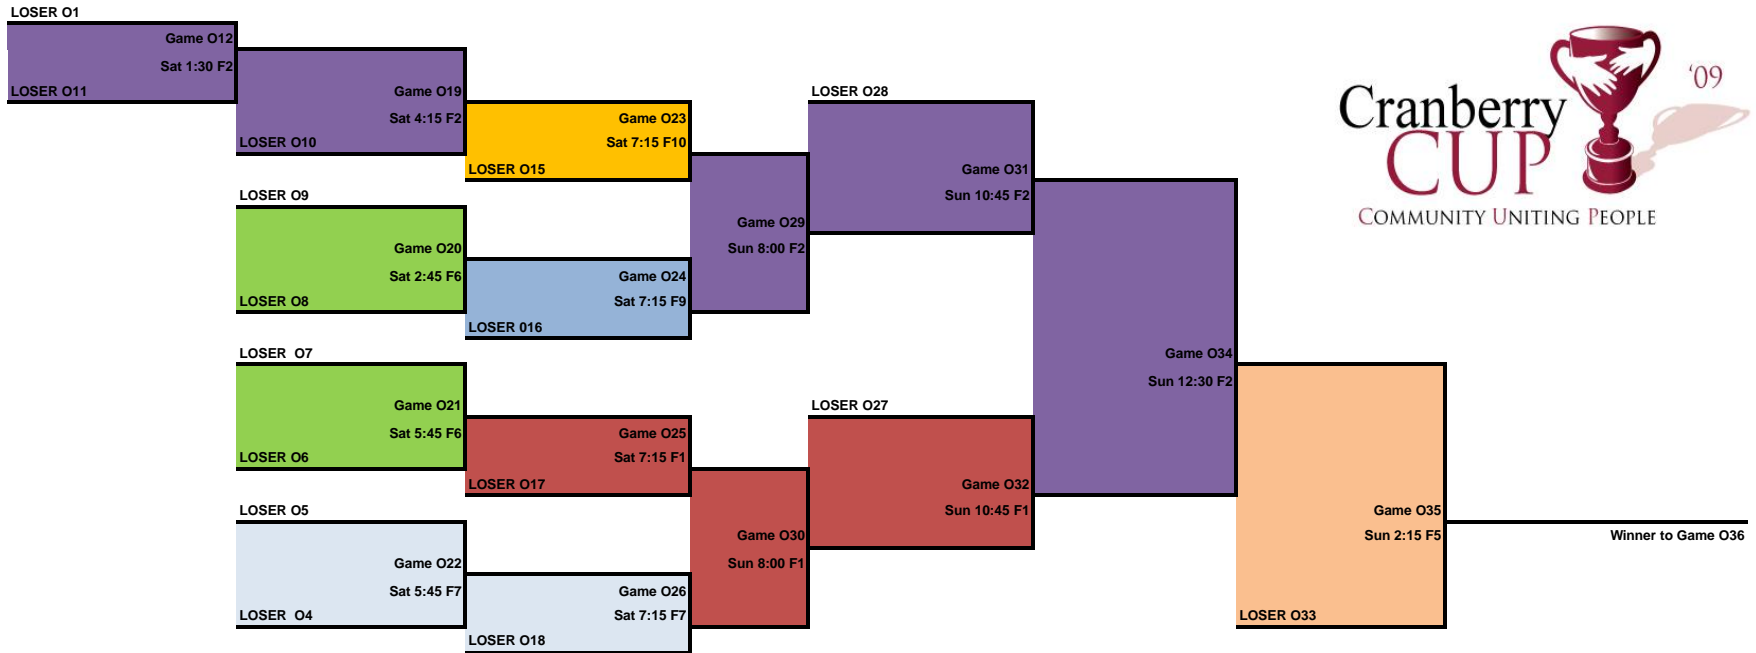 LOSER O1
Game O12
Sat 1:30 F2
LOSER O11
Game O19
Sat 4:15 F2
LOSER O10
Game O23
Sat 7:15 F10
LOSER O15
LOSER O9
Game O20
Sat 2:45 F6
LOSER O8
Game O24
Sat 7:15 F9
LOSER 016
Game O29
Sun 8:00 F2
LOSER O28
Game O31
Sun 10:45 F2
LOSER  O7
Game O21
Sat 5:45 F6
LOSER O6
Game O25
Sat 7:15 F1
LOSER O17
LOSER O5
Game O22
Sat 5:45 F7
LOSER  O4
Game O26
Sat 7:15 F7
LOSER O18
Game O30
Sun 8:00 F1
LOSER O27
Game O32
Sun 10:45 F1
Game O34
Sun 12:30 F2
Game O35
Sun 2:15 F5
LOSER O33
Winner to Game O36
Cranberry
CUP
'09
COMMUNITY UNITING PEOPLE